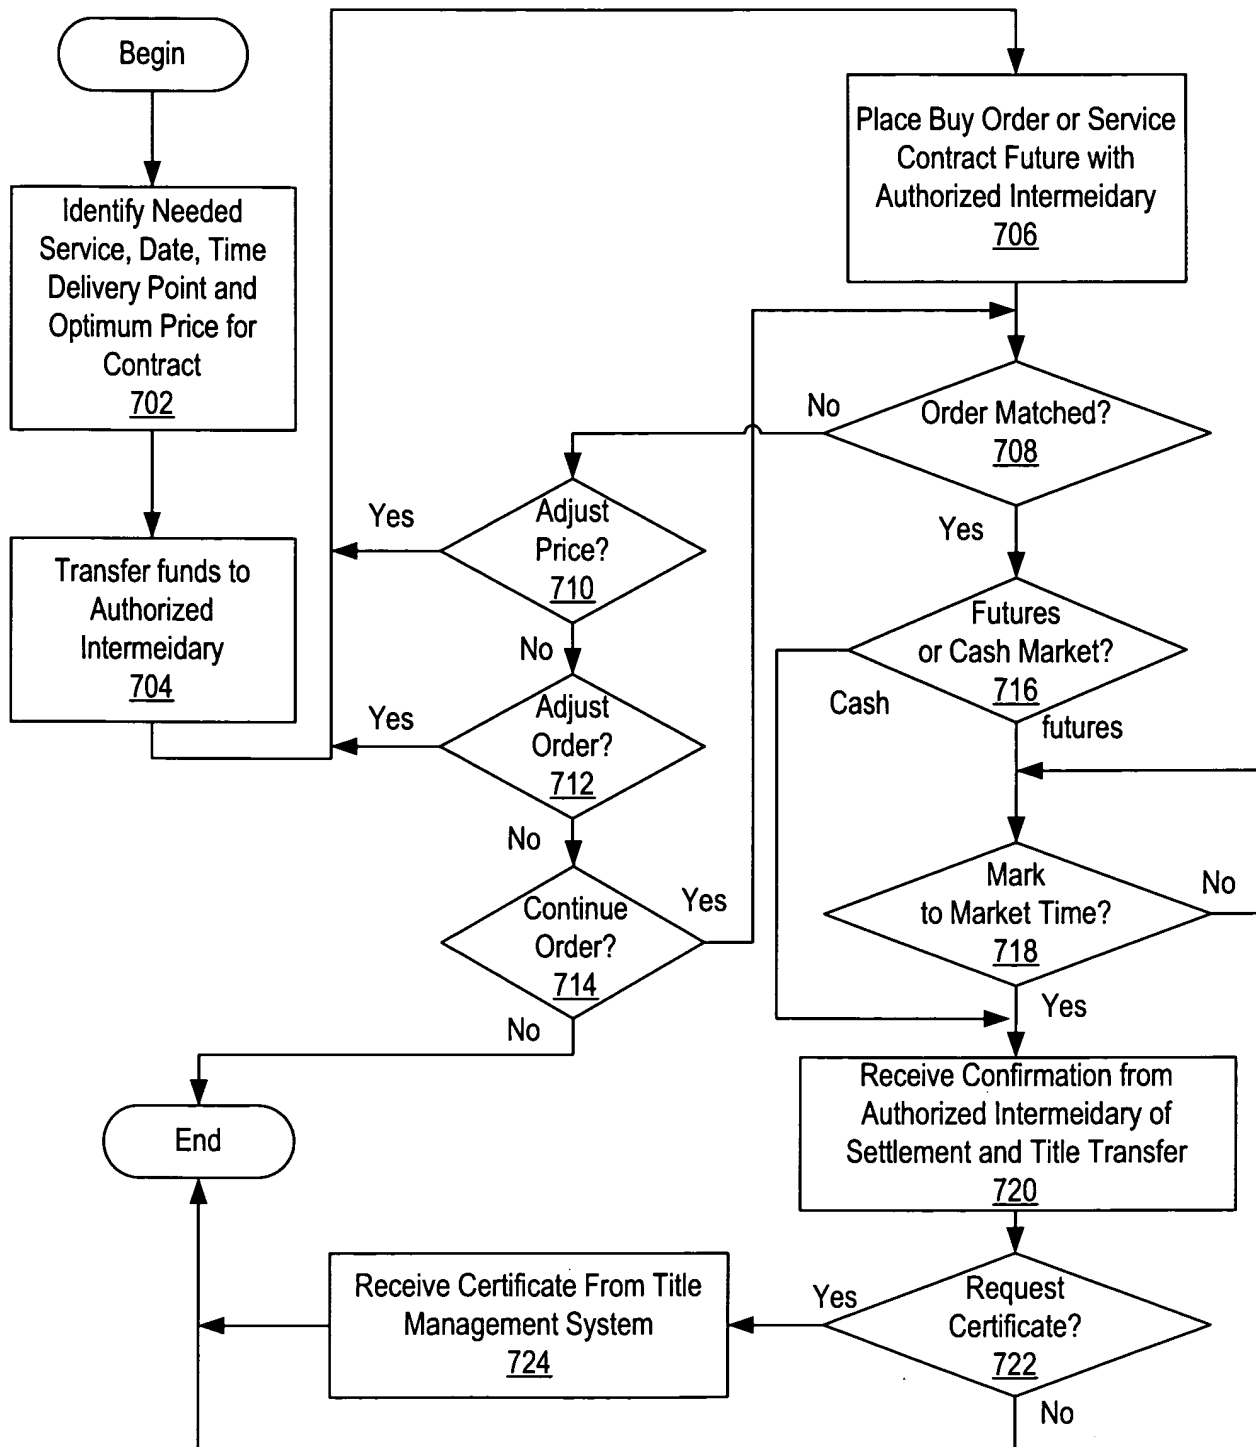 Begin
Identify Needed
Service, Date, Time
Delivery Point and
Optimum Price for
Contract
702
Transfer funds to
Authorized
Intermeidary
704
Place Buy Order or Service
Contract Future with
Authorized Intermeidary
706
Order Matched?
708
No
Yes
Adjust
Price?
710
Yes
No
Adjust
Order?
712
Yes
No
Continue
Order?
714
Yes
No
End
Futures
or Cash Market?
716
Cash
futures
Mark
to Market Time?
718
No
Yes
Receive Confirmation from
Authorized Intermeidary of
Settlement and Title Transfer
720
Request
Certificate?
722
Yes
No
Receive Certificate From Title
Management System
724